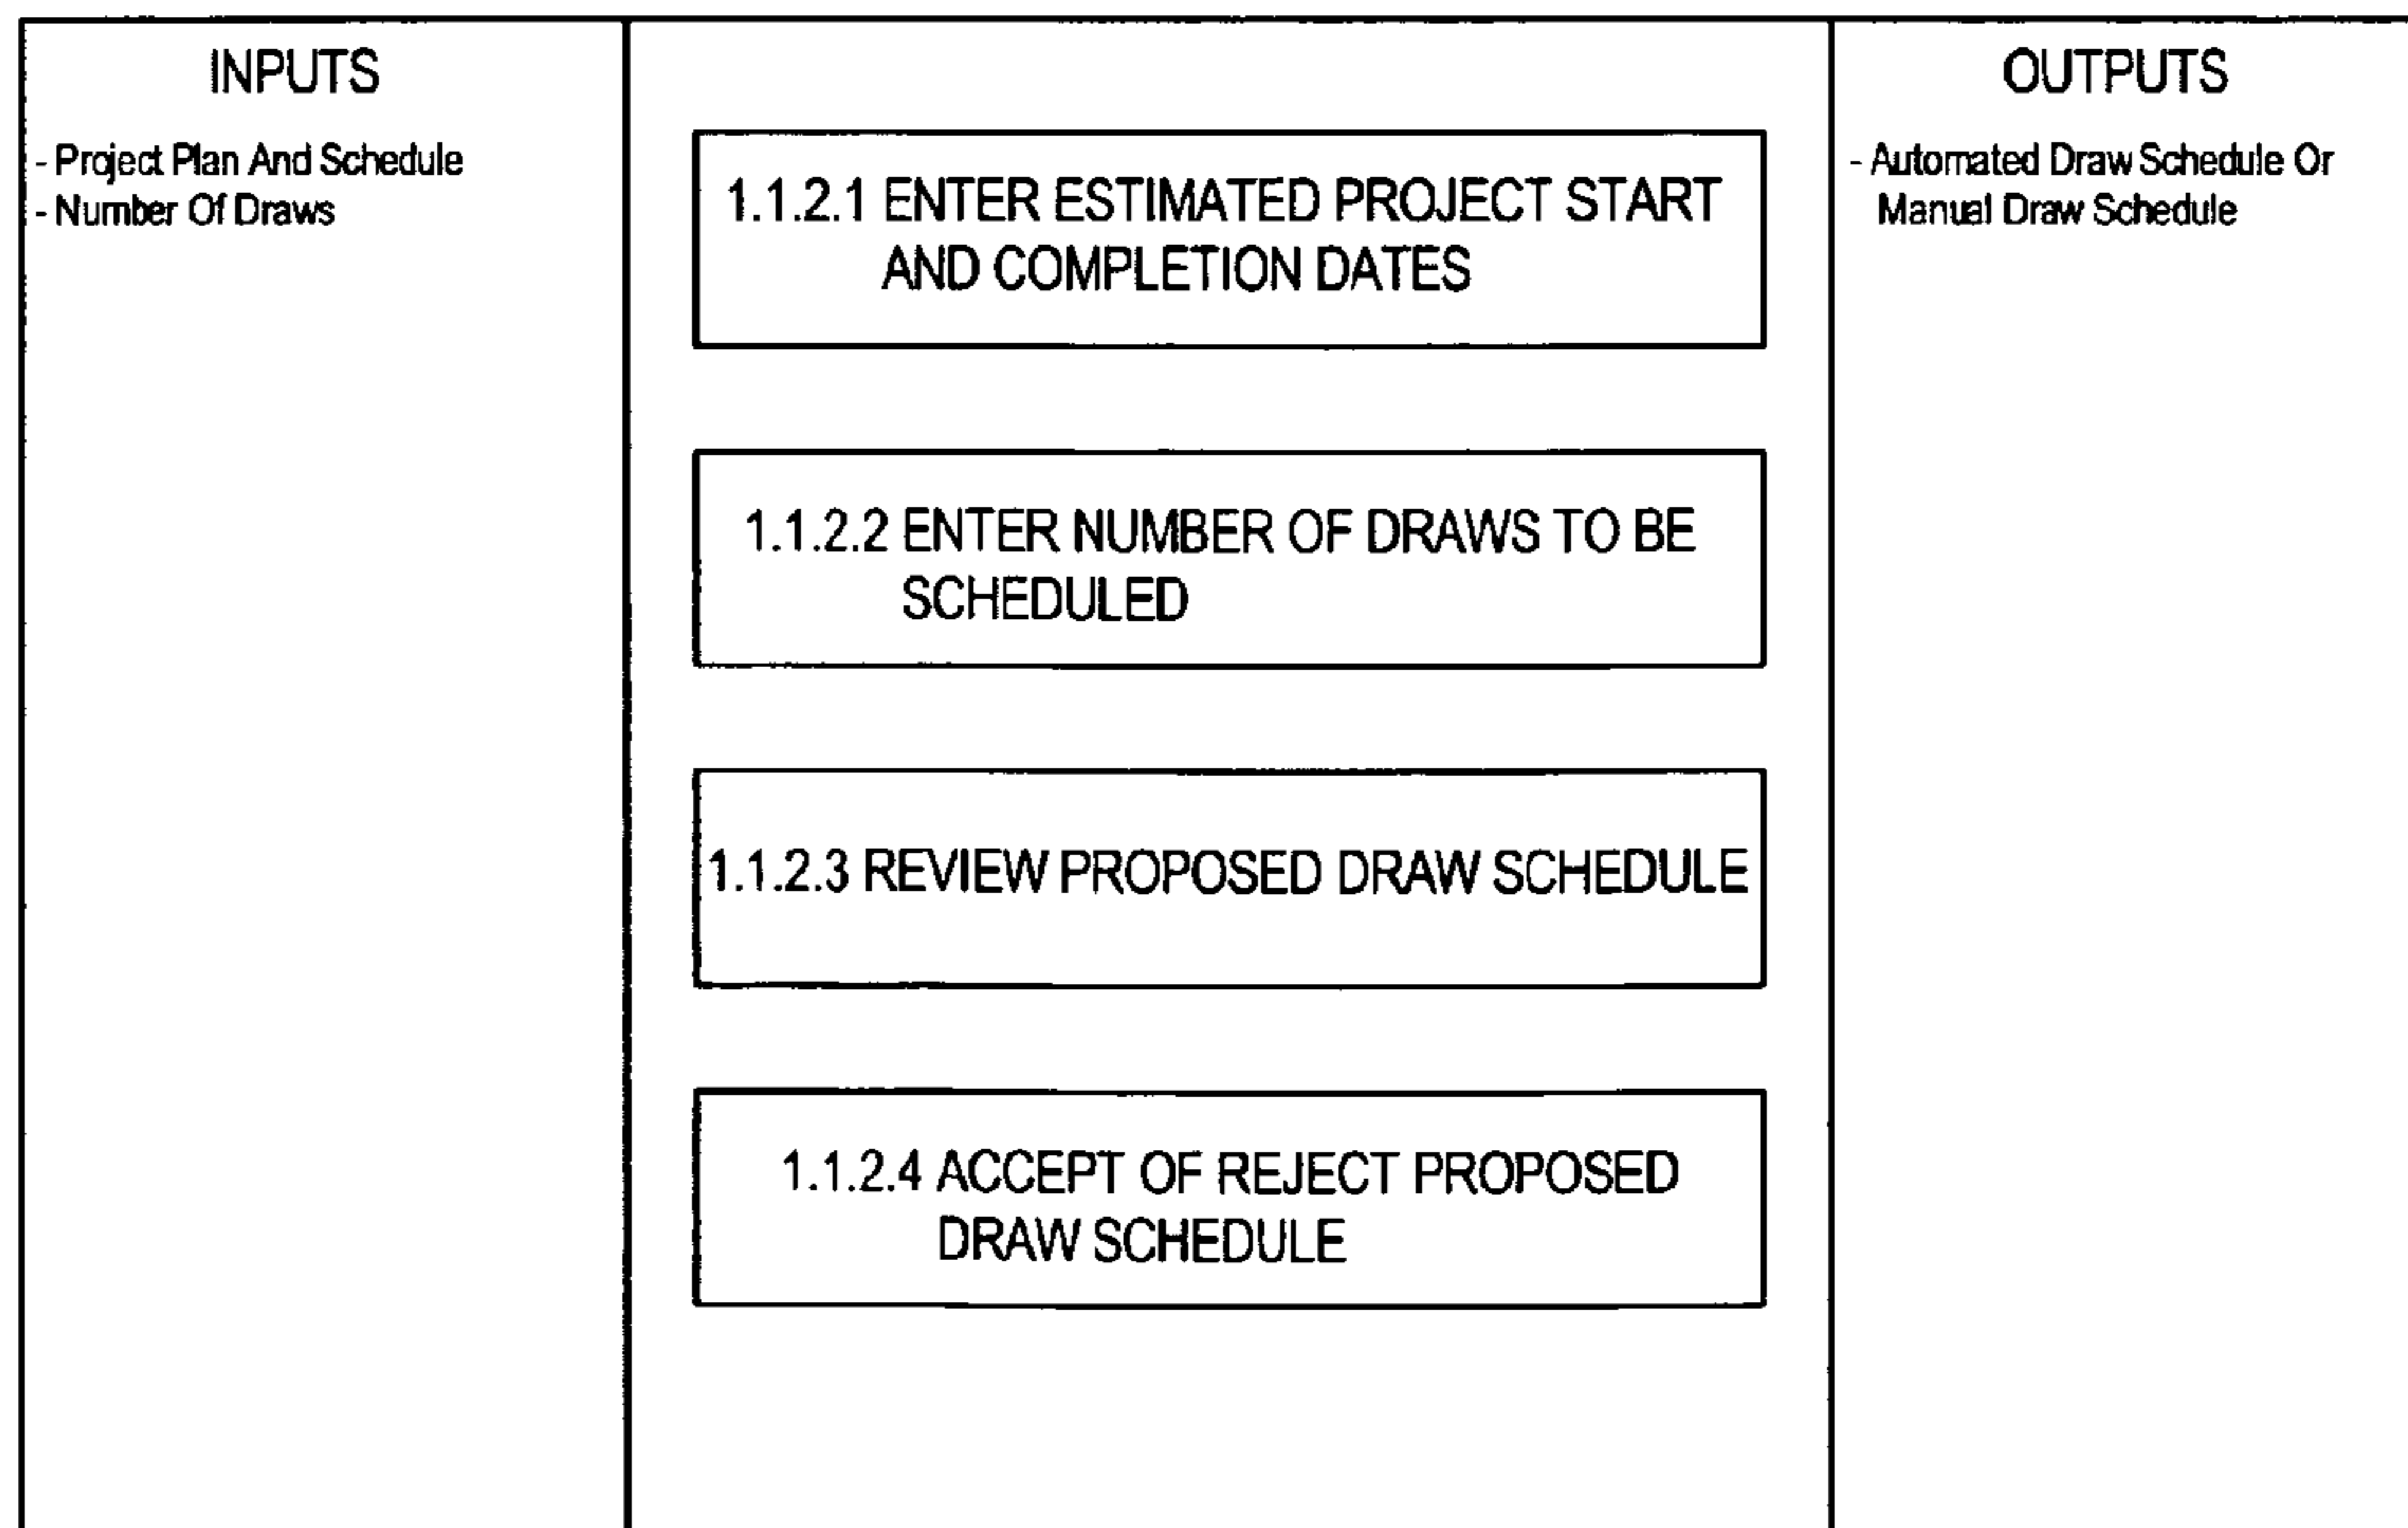 INPUTS
- Project Plan And Schedule
- Number Of Draws
1.1.2.1 ENTER ESTIMATED PROJECT START
AND COMPLETION DATES
1.1.2.2 ENTER NUMBER OF DRAWS TO BE
SCHEDULED
1.1.2.3 REVIEW PROPOSED DRAW SCHEDULE
1.1.2.4 ACCEPT OF REJECT PROPOSED
DRAW SCHEDULE
OUTPUTS
- Automated Draw Schedule Or
Manual Draw Schedule